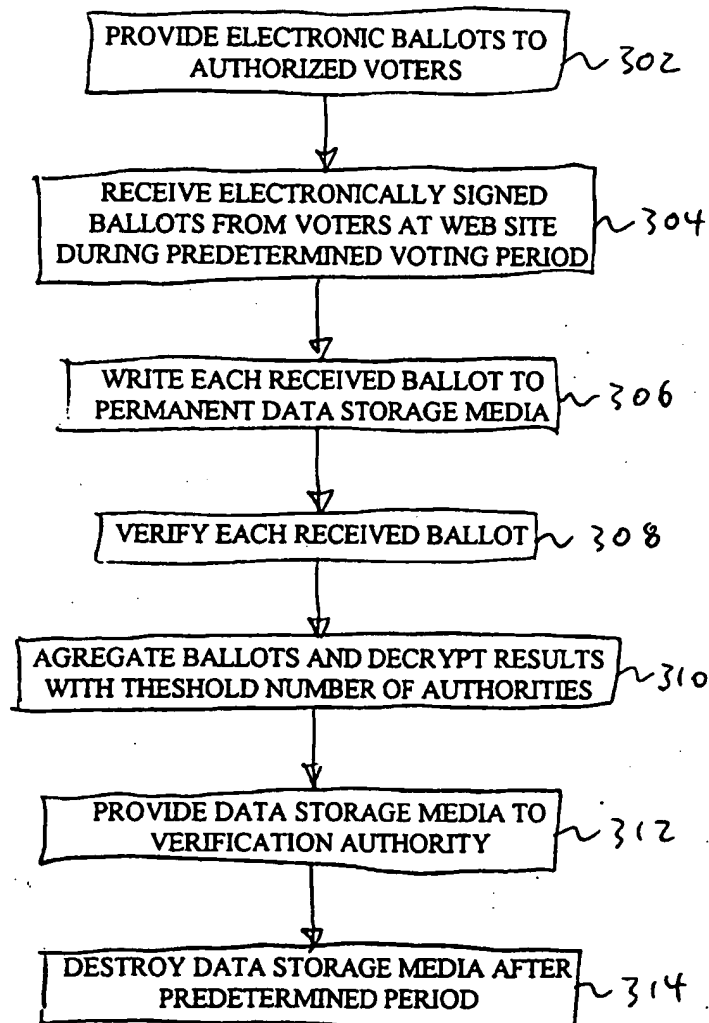 PROVIDE ELECTRONIC BALLOTS TO
AUTHORIZED VOTERS
302
RECEIVE ELECTRONICALLY SIGNED
BALLOTS FROM VOTERS AT WEB SITE
DURING PREDETERMINED VOTING PERIOD
304
WRITE EACH RECEIVED BALLOT TO
PERMANENT DATA STORAGE MEDIA
306
VERIFY EACH RECEIVED BALLOT
308
AGREGATE BALLOTS AND DECRYPT RESULTS
WITH THESHOLD NUMBER OF AUTHORITIES
310
PROVIDE DATA STORAGE MEDIA TO
VERIFICATION AUTHORITY
312
DESTROY DATA STORAGE MEDIA AFTER
PREDETERMINED PERIOD
314